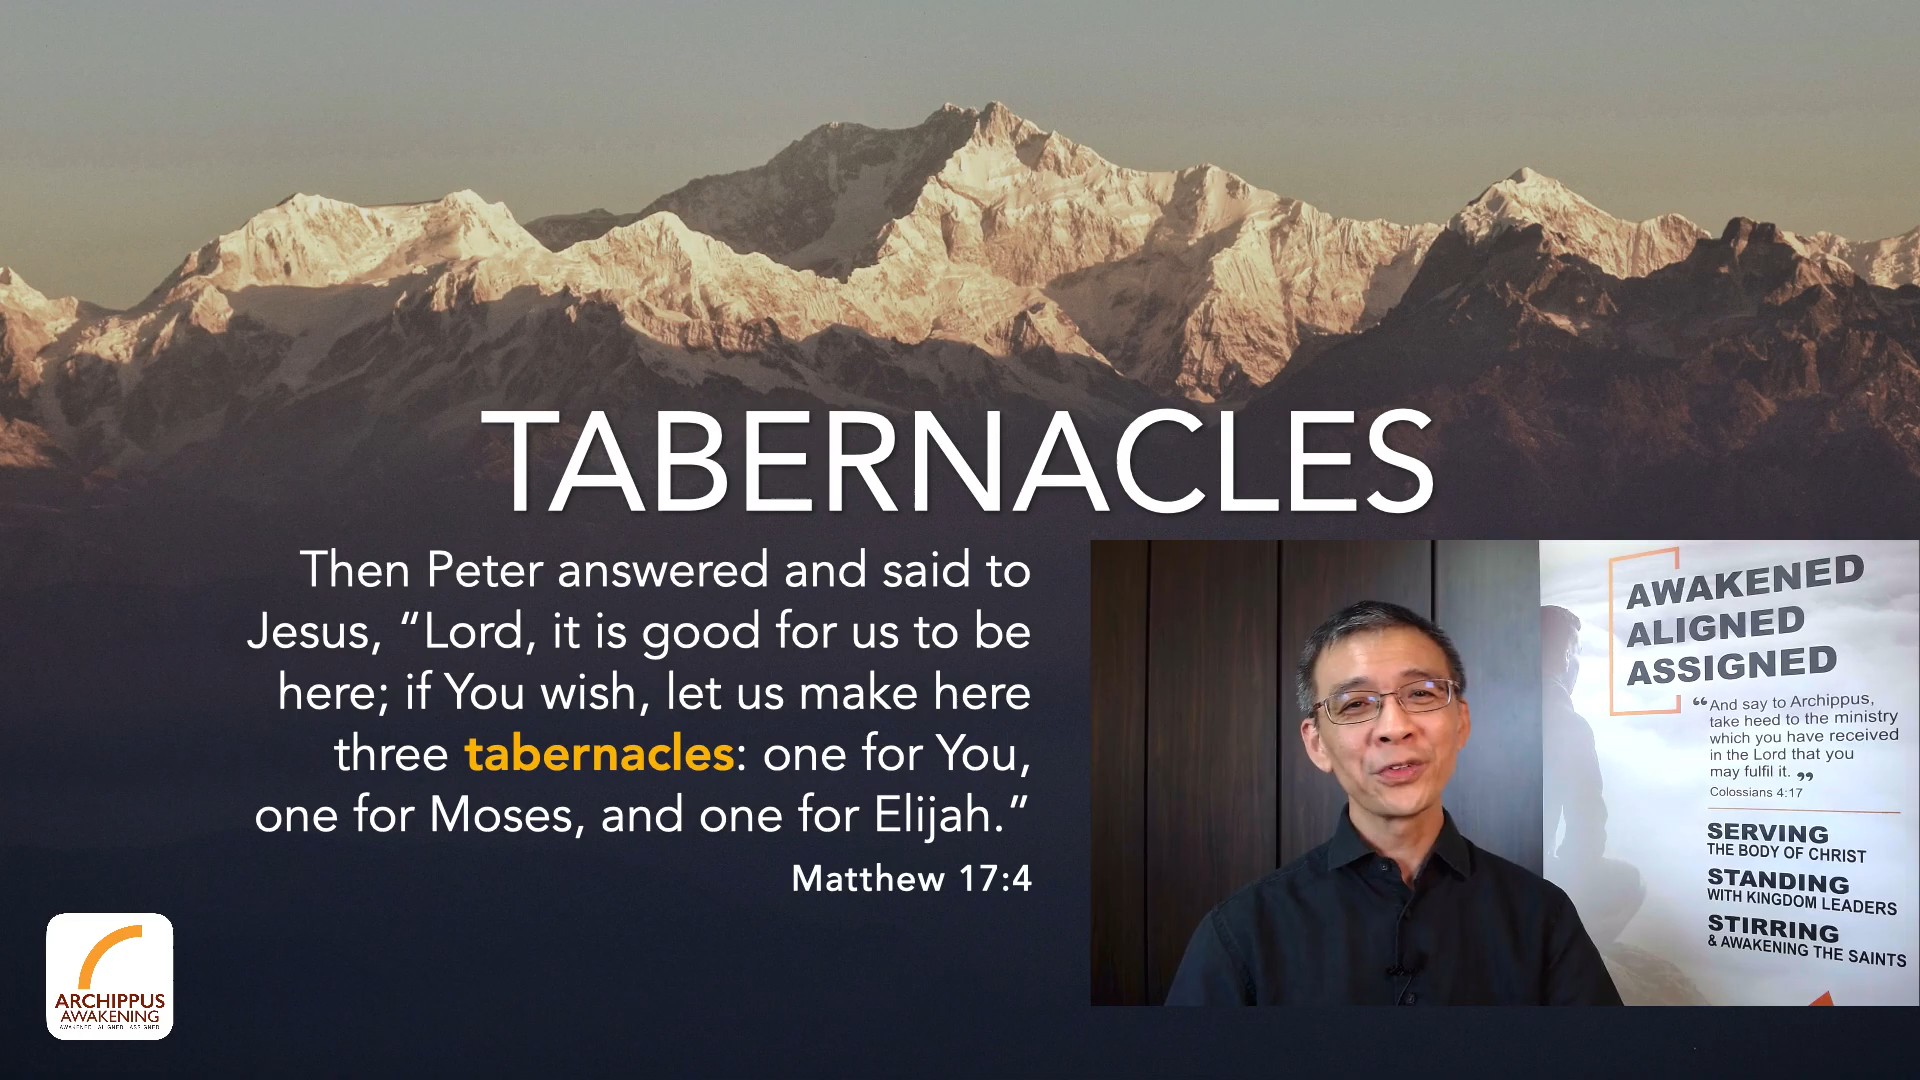 TABERNACLES
Then Peter answered and said to
Jesus, “Lord, it is good for us to be
here; if You wish, let us make here
three tabernacles: one for You,
one for Moses, and one for Elijah.”
Matthew 17:4
AWAKENED
ALIGNED
ASSIGNED
“And say to Archippus,
take heed to the ministry
which you have received
in the Lord that you
may fulfil it.”
Colossians 4:17
SERVING
THE BODY OF CHRIST
STANDING
WITH KINGDOM LEADERS
STIRRING
& AWAKENING THE SAINTS
ARCHIPPUS
AWAKENING
AWAKENED . ALIGNED . ASSIGNED